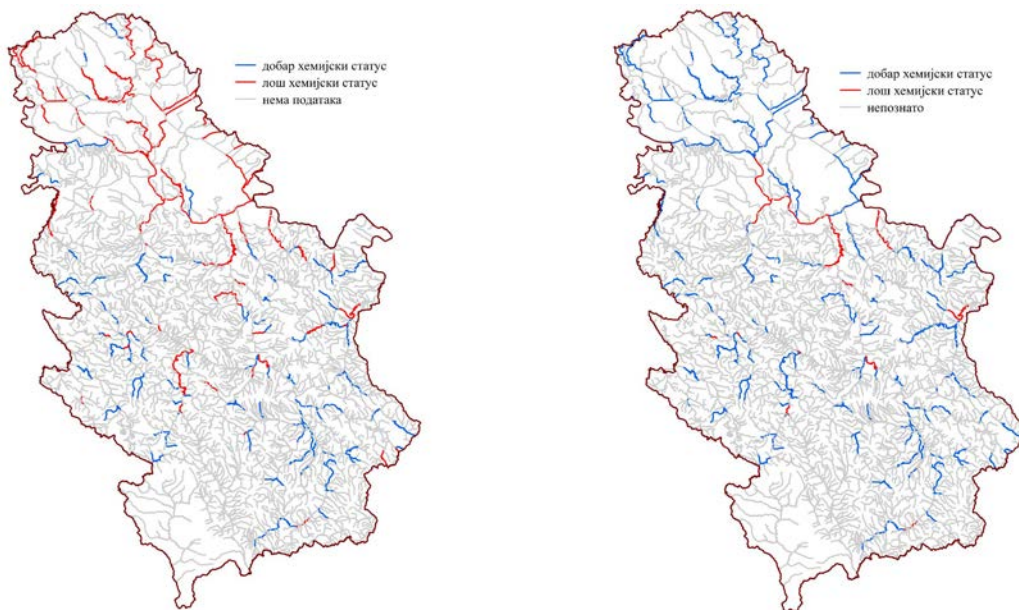 добар хемијски статус
лош хемијски статус
нема података
добар хемијски статус
лош хемијски статус
непознато